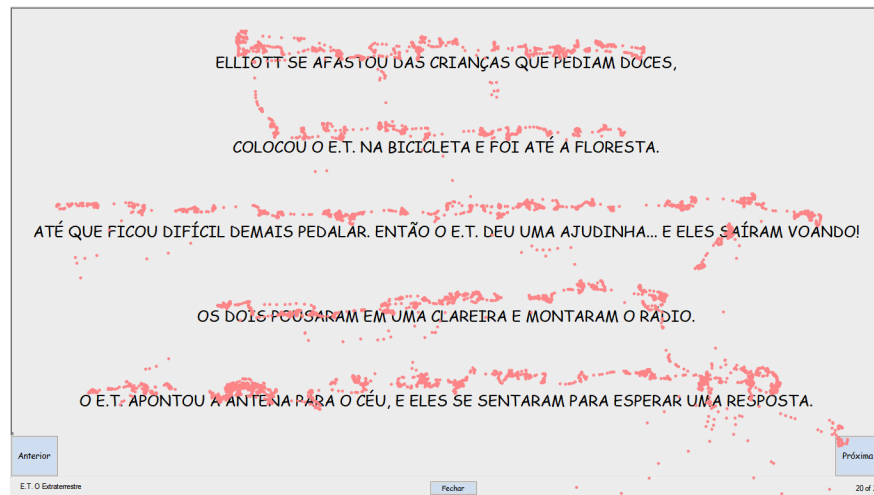 ELLIOTT SE AFASTOU DAS CRIANÇAS QUE PEDIAM DOCES,
COLOCOU O E.T. NA BICICLETA E FOI ATÉ A FLORESTA.
ATÉ QUE FICOU DIFÍCIL DEMAIS PEDALAR. ENTÃO O E.T. DEU UMA AJUDINHA... E ELES SAÍRAM VOANDO!
OS DOIS POUSARAM EM UMA CLAREIRA E MONTARAM O RÁDIO.
O E.T. APONTOU A ANTENA PARA O CÉU, E ELES SE SENTARAM PARA ESPERAR UMA RESPOSTA.
Anterior
E.T. O Extraterrestre
Fechar
20 of